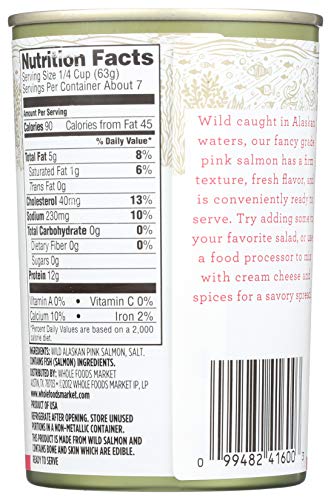 Nutrition Facts
Serving Size 1/4 Cup (63g)
Servings Per Container About 7
Amount Per Serving
Calories 90 Calories from Fat 45
% Daily Value*
Total Fat 5g 8%
Saturated Fat 1g 6%
Trans Fat 0g
Cholesterol 40mg 13%
Sodium 230mg 10%
Total Carbohydrate 0g 0%
Dietary Fiber 0g 0%
Sugars 0g
Protein 12g
Vitamin A 0% • Vitamin C 0%
Calcium 10% • Iron 2%
*Percent Daily Values are based on a 2,000
calorie diet.
INGREDIENTS: WILD ALASKAN PINK SALMON, SALT.
CONTAINS FISH (SALMON) INGREDIENTS.
DISTRIBUTED BY: WHOLE FOODS MARKET
AUSTIN, TX 78703 ©2012 WHOLE FOODS MARKET IP, LP
www.wholefoodsmarket.com
PRODUCT OF USA
REFRIGERATE AFTER OPENING. STORE UNUSED
PORTIONS IN A NON-METALLIC CONTAINER.
THIS PRODUCT IS MADE FROM WILD SALMON AND
CONTAINS BONE AND SKIN WHICH ARE EDIBLE.
READY TO SERVE
Wild caught in Alaskan
waters, our fancy grade
pink salmon has a firm
texture, fresh flavor, and
is conveniently ready to
serve. Try adding some to
your favorite salad, or use
a food processor to mix
with cream cheese and
spices for a savory spread.
0 99482 41600 3